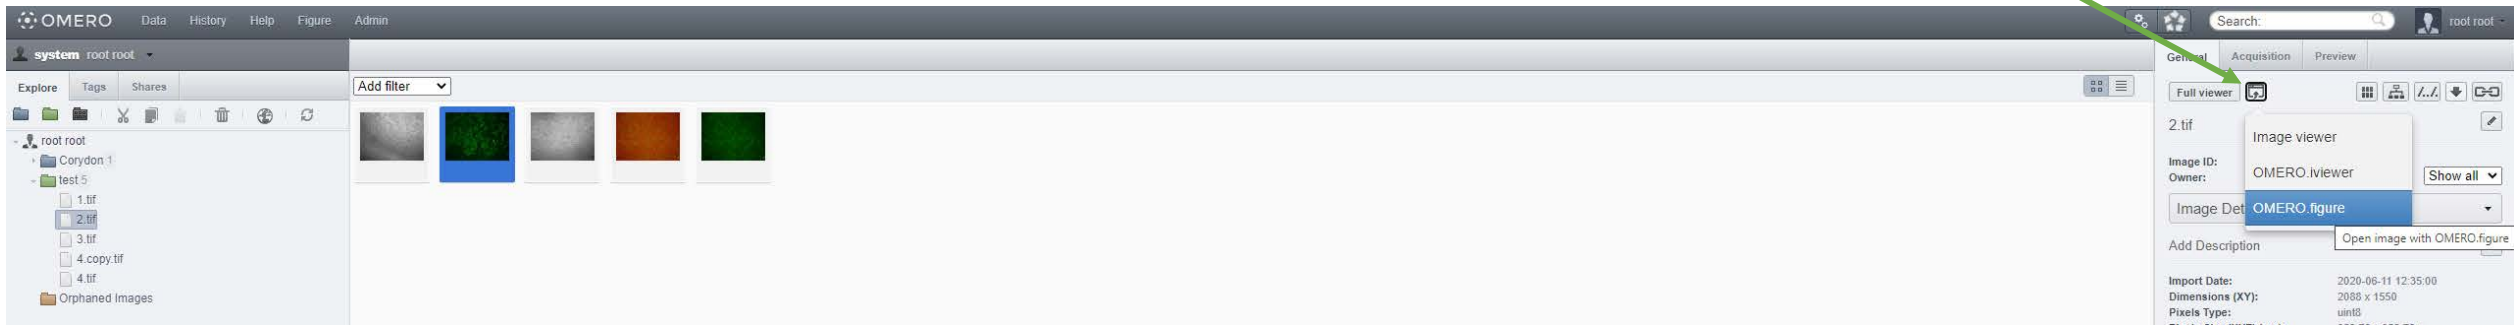 OMERO Data History Help Figure Admin Search: root root
system root root General Acquisition Preview
Explore Tags Shares Add filter
Full viewer
root root
Corydon 1
test 5
1.tif
2.tif
3.tif
4.copy.tif
4.tif
Orphaned Images
2.tif
Image viewer
Image ID:
Owner: OMERO.iviewer Show all
Image Det OMERO.figure
Open image with OMERO.figure
Add Description
Import Date: 2020-06-11 12:35:00
Dimensions (XY): 2088 x 1550
Pixels Type: uint8